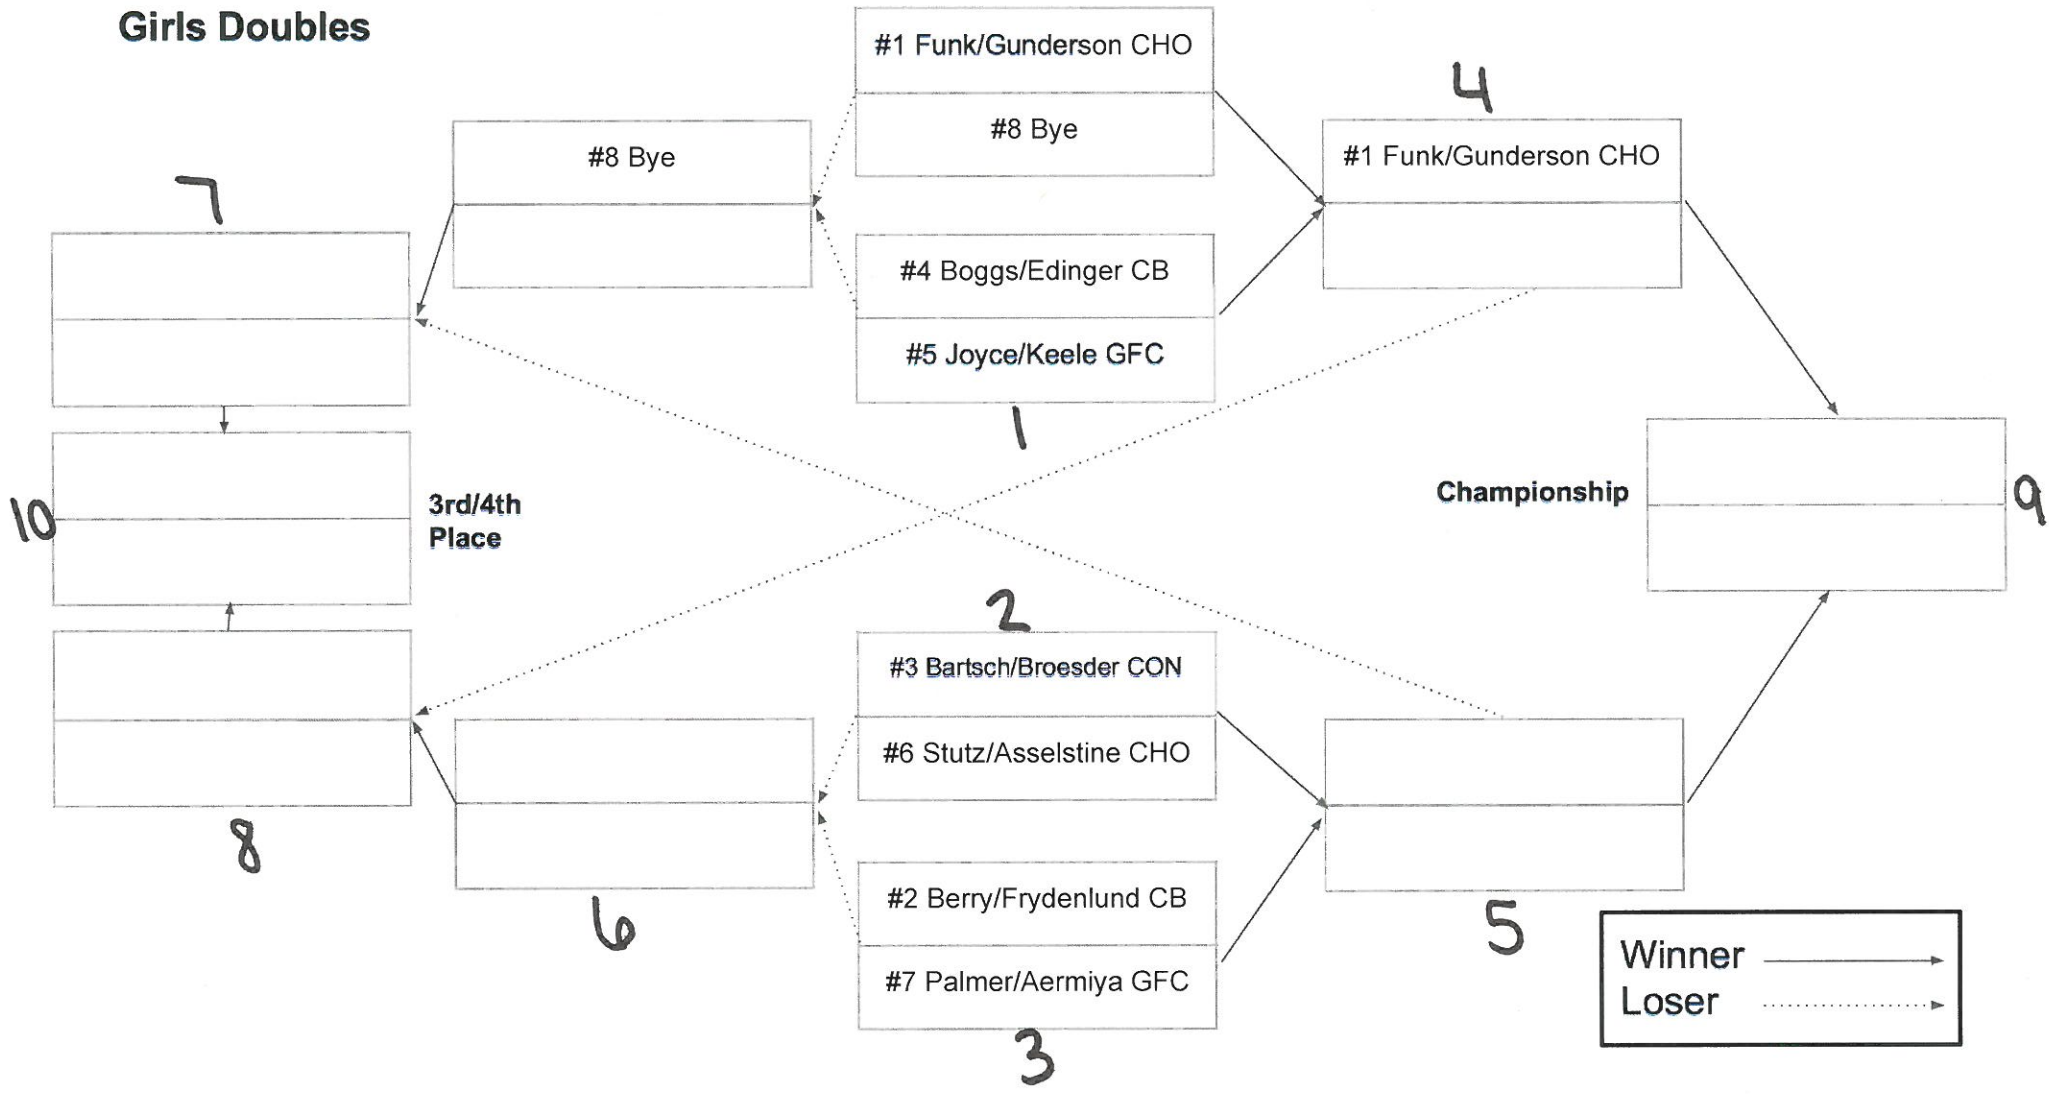 Girls Doubles
#1 Funk/Gunderson CHO
#8 Bye
4
#8 Bye
#1 Funk/Gunderson CHO
7
#4 Boggs/Edinger CB
#5 Joyce/Keele GFC
1
10
3rd/4th
Place
Championship
9
2
#3 Bartsch/Broesder CON
#6 Stutz/Asselstine CHO
8
#2 Berry/Frydenlund CB
#7 Palmer/Aermiya GFC
6
5
3
Winner
Loser